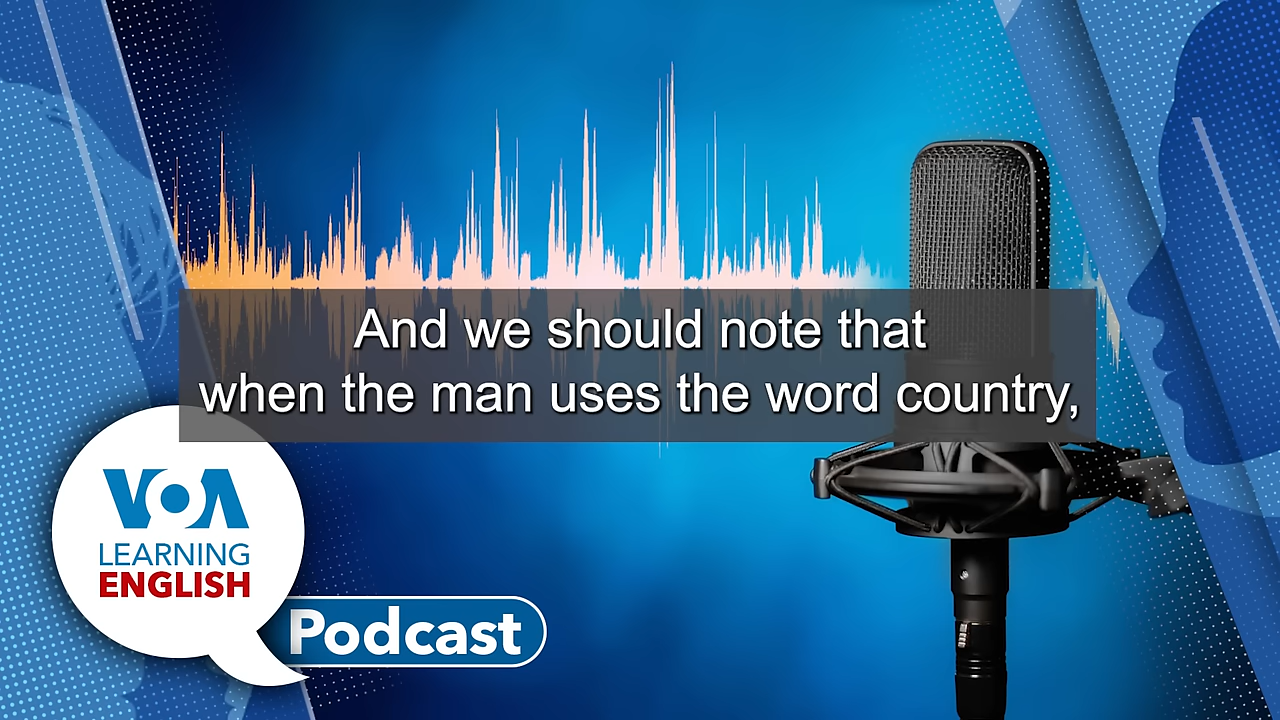 And we should note that
when the man uses the word country,
VOA
LEARNING
ENGLISH
Podcast